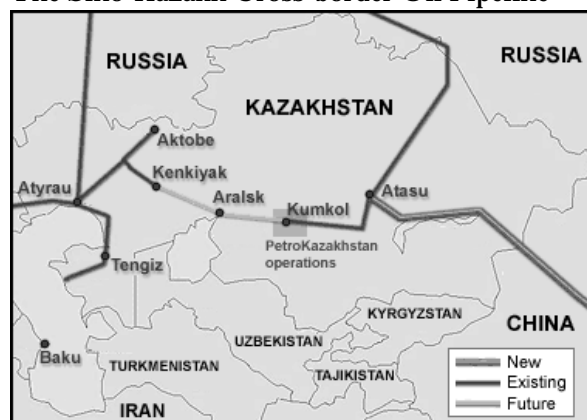 The Sino-Kazakh Cross-border Oil Pipeline
RUSSIA
RUSSIA
KAZAKHSTAN
Aktobe
Kenkiyak
Atyrau
Aralsk
Kumkol
Atasu
PetroKazakhstan
operations
Tengiz
KYRGYZSTAN
CHINA
UZBEKISTAN
Baku
TURKMENISTAN
TAJIKISTAN
IRAN
New
Existing
Future